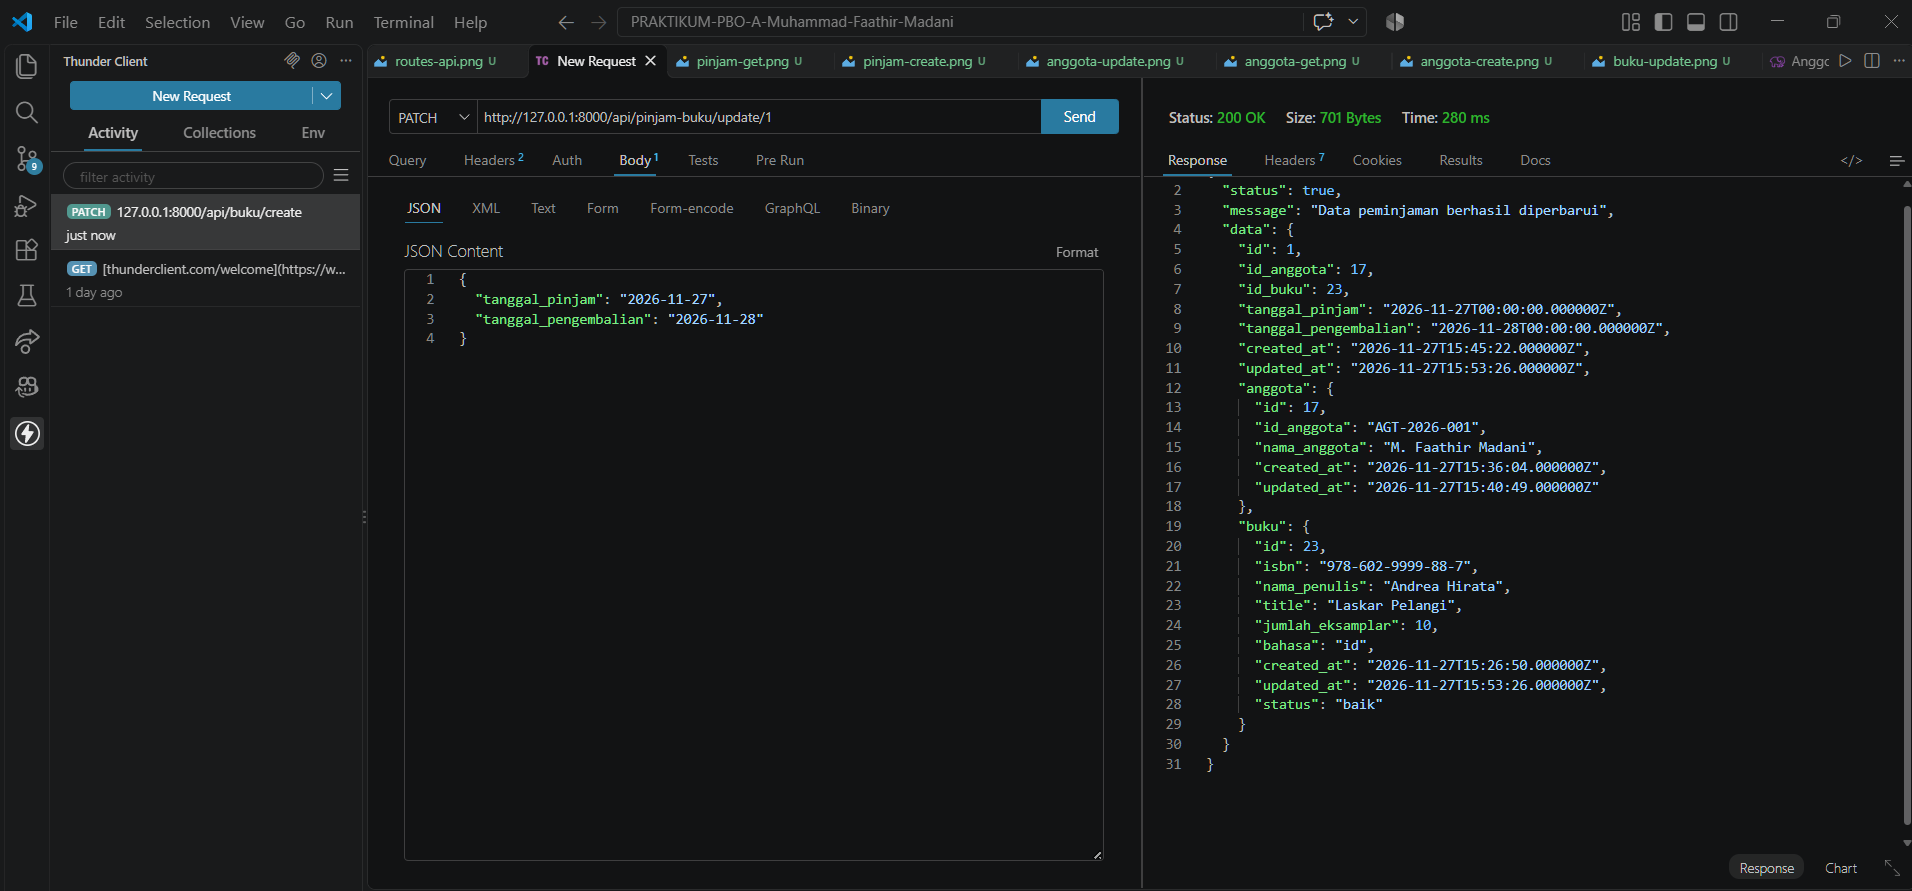 File Edit Selection View Go Run Terminal Help
PRAKTIKUM-PBO-A-Muhammad-Faathir-Madani
Thunder Client
routes-api.png U
TC New Request
pinjam-get.png U
pinjam-create.png U
anggota-update.png U
anggota-get.png U
anggota-create.png U
buku-update.png U
Anggo
New Request
Activity Collections Env
filter activity
PATCH 127.0.0.1:8000/api/buku/create
just now
GET [thunderclient.com/welcome](https://w...
1 day ago
9
PATCH http://127.0.0.1:8000/api/pinjam-buku/update/1 Send
Query Headers 2 Auth Body 1 Tests Pre Run
JSON XML Text Form Form-encode GraphQL Binary
JSON Content Format
1 {
2 "tanggal_pinjam": "2026-11-27",
3 "tanggal_pengembalian": "2026-11-28"
4 }
Status: 200 OK Size: 701 Bytes Time: 280 ms
Response Headers 7 Cookies Results Docs </>
2 "status": true,
3 "message": "Data peminjaman berhasil diperbarui",
4 "data": {
5 "id": 1,
6 "id_anggota": 17,
7 "id_buku": 23,
8 "tanggal_pinjam": "2026-11-27T00:00:00.000000Z",
9 "tanggal_pengembalian": "2026-11-28T00:00:00.000000Z",
10 "created_at": "2026-11-27T15:45:22.000000Z",
11 "updated_at": "2026-11-27T15:53:26.000000Z",
12 "anggota": {
13 "id": 17,
14 "id_anggota": "AGT-2026-001",
15 "nama_anggota": "M. Faathir Madani",
16 "created_at": "2026-11-27T15:36:04.000000Z",
17 "updated_at": "2026-11-27T15:40:49.000000Z"
18 },
19 "buku": {
20 "id": 23,
21 "isbn": "978-602-9999-88-7",
22 "nama_penulis": "Andrea Hirata",
23 "title": "Laskar Pelangi",
24 "jumlah_eksamplar": 10,
25 "bahasa": "id",
26 "created_at": "2026-11-27T15:26:50.000000Z",
27 "updated_at": "2026-11-27T15:53:26.000000Z",
28 "status": "baik"
29 }
30 }
31 }
Response Chart